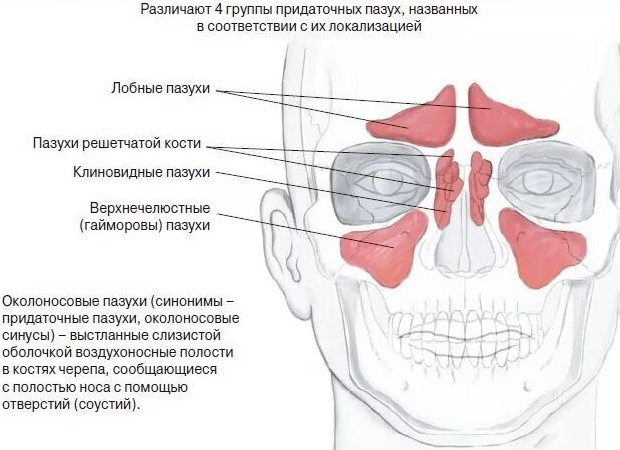 Различают 4 группы придаточных пазух, названных
в соответствии с их локализацией
Лобные пазухи
Пазухи решетчатой кости
Клиновидные пазухи
Верхнечелюстные
(гайморовы) пазухи
Околоносовые пазухи (синонимы –
придаточные пазухи, околоносовые
синусы) – выстланные слизистой
оболочкой воздухоносные полости
в костях черепа, сообщающиеся
с полостью носа с помощью
отверстий (соустий).